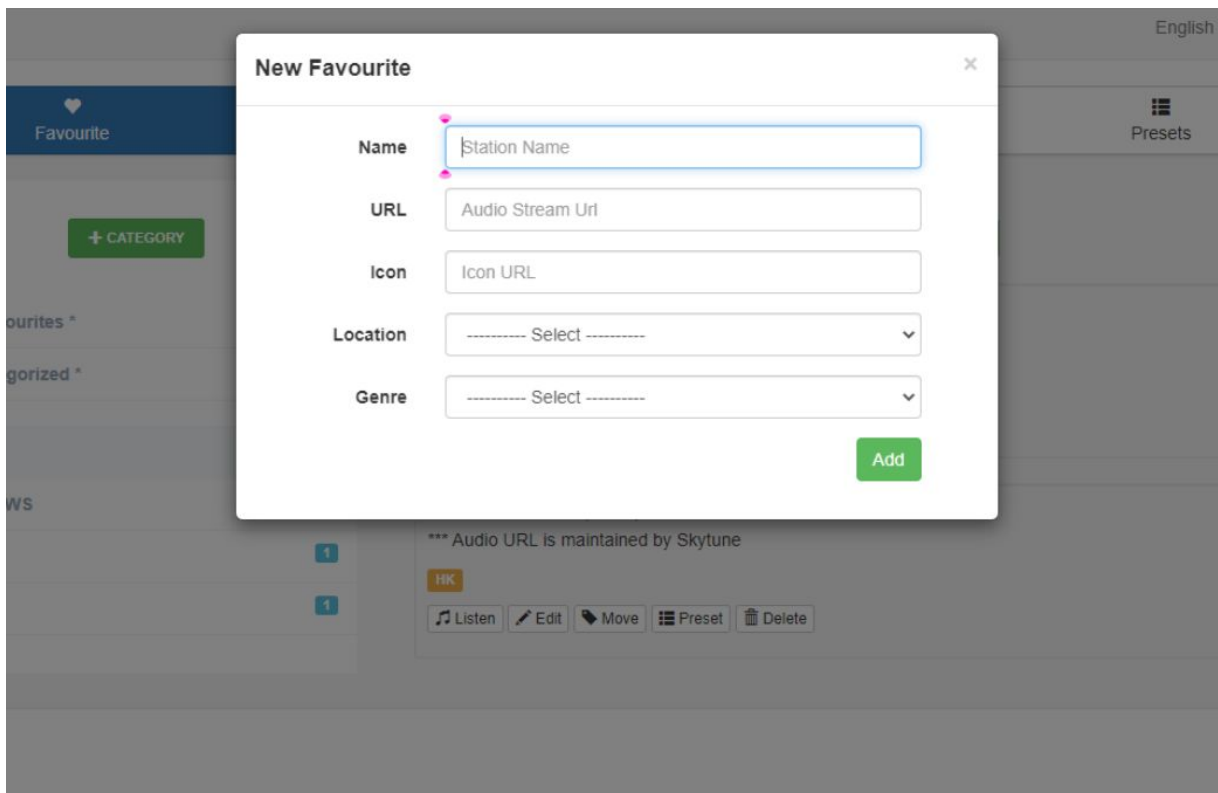 English
New Favourite ×
Favourite
Presets
Name Station Name
URL Audio Stream Url
+ CATEGORY
Icon Icon URL
ourites *
Location ---------- Select ----------
gorized *
Genre ---------- Select ----------
Add
WS
*** Audio URL is maintained by Skytune
1
HK
1
Listen Edit Move Preset Delete